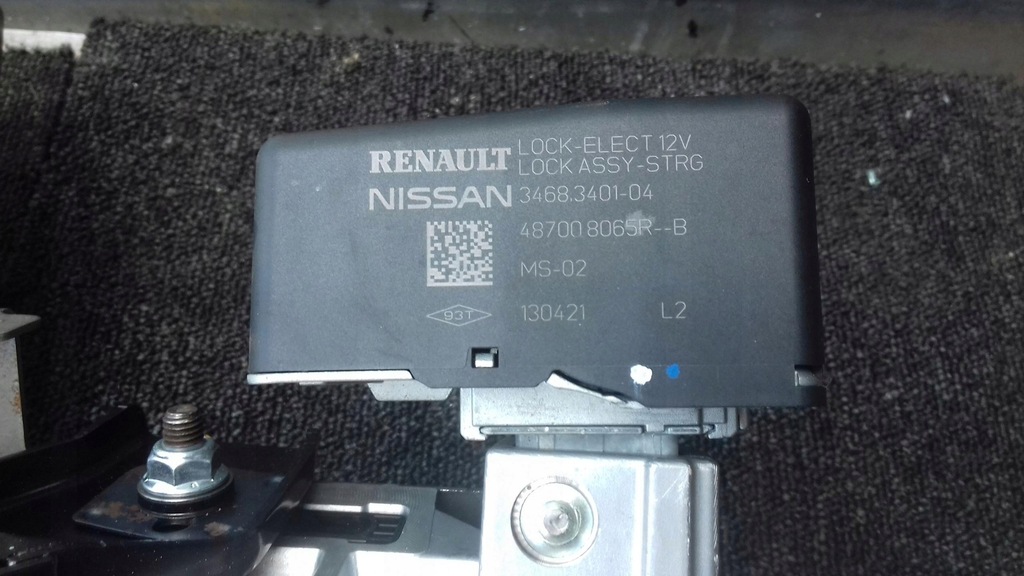 RENAULT
NISSAN
LOCK-ELECT 12V
LOCK ASSY-STRG
3468.3401-04
48700 8065R--B
MS-02
93T
130421
L2